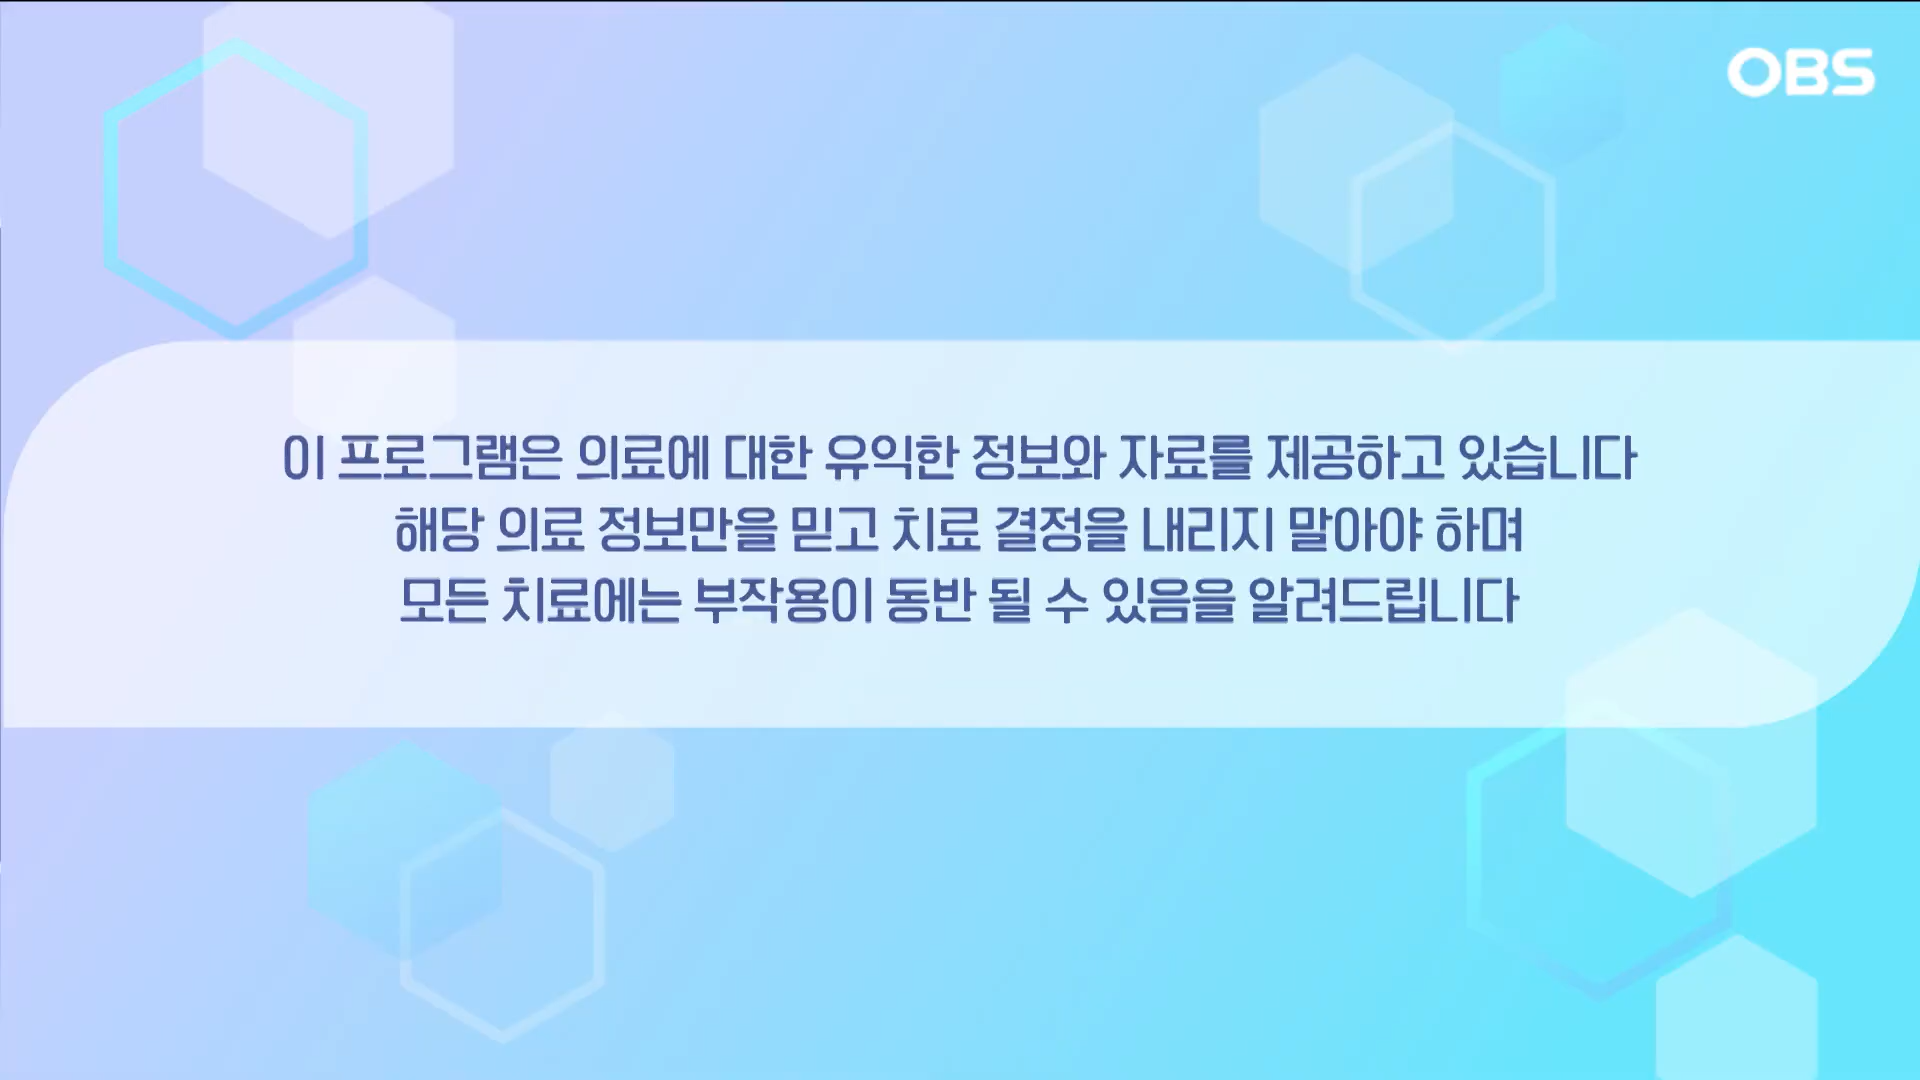 OBS
이 프로그램은 의료에 대한 유익한 정보와 자료를 제공하고 있습니다
해당 의료 정보만을 믿고 치료 결정을 내리지 말아야 하며
모든 치료에는 부작용이 동반 될 수 있음을 알려드립니다